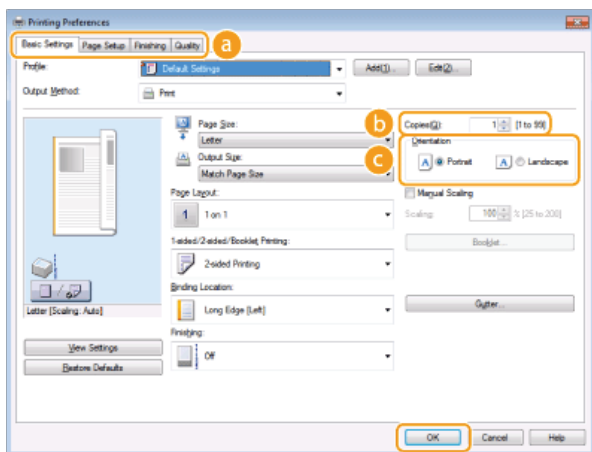 Printing Preferences
Basic Settings Page Setup Finishing Quality a
Profile: Default Settings Add(1)... Edit(2)...
Output Method: Print
Page Size: b Copies(Q): 1 [1 to 99]
Letter
c Orientation
Output Size: A Portrait A Landscape
Match Page Size
Page Layout: Manual Scaling
1 1 on 1 Scaling: 100 % [25 to 200]
1-sided/2-sided/Booklet Printing: Booklet...
2-sided Printing
Binding Location:
Letter [Scaling: Auto] Long Edge [Left] Gutter...
Finishing:
View Settings Off
Restore Defaults
OK Cancel Help